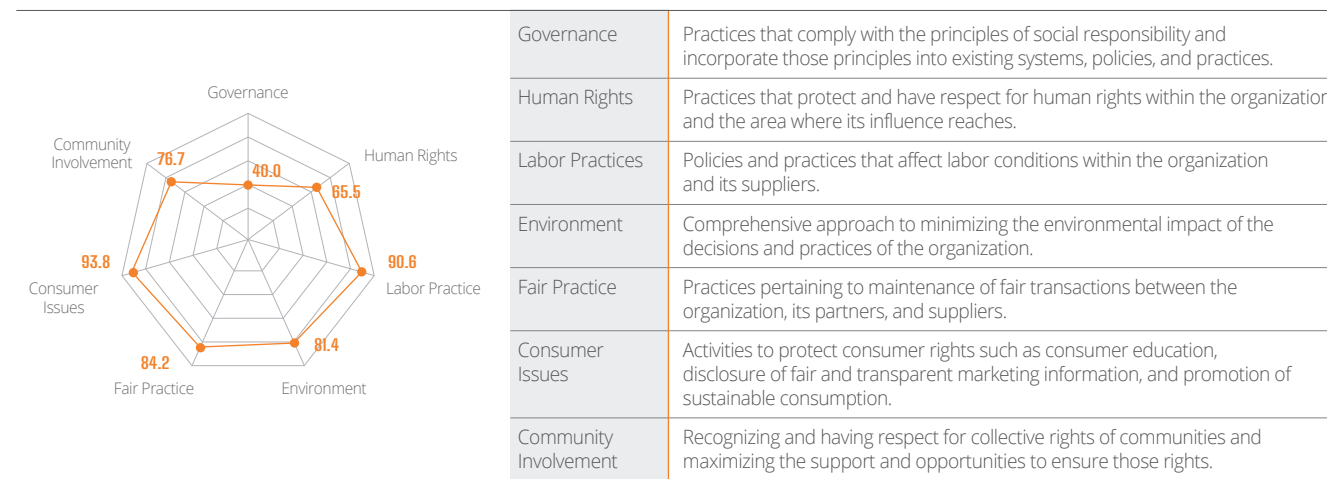 Governance
Community
Involvement
76.7
Human Rights
40.0
65.5
93.8
90.6
Consumer
Issues
Labor Practice
84.2
81.4
Fair Practice
Environment
Governance
Practices that comply with the principles of social responsibility and
incorporate those principles into existing systems, policies, and practices.
Human Rights
Practices that protect and have respect for human rights within the organization
and the area where its influence reaches.
Labor Practices
Policies and practices that affect labor conditions within the organization
and its suppliers.
Environment
Comprehensive approach to minimizing the environmental impact of the
decisions and practices of the organization.
Fair Practice
Practices pertaining to maintenance of fair transactions between the
organization, its partners, and suppliers.
Consumer
Issues
Activities to protect consumer rights such as consumer education,
disclosure of fair and transparent marketing information, and promotion of
sustainable consumption.
Community
Involvement
Recognizing and having respect for collective rights of communities and
maximizing the support and opportunities to ensure those rights.